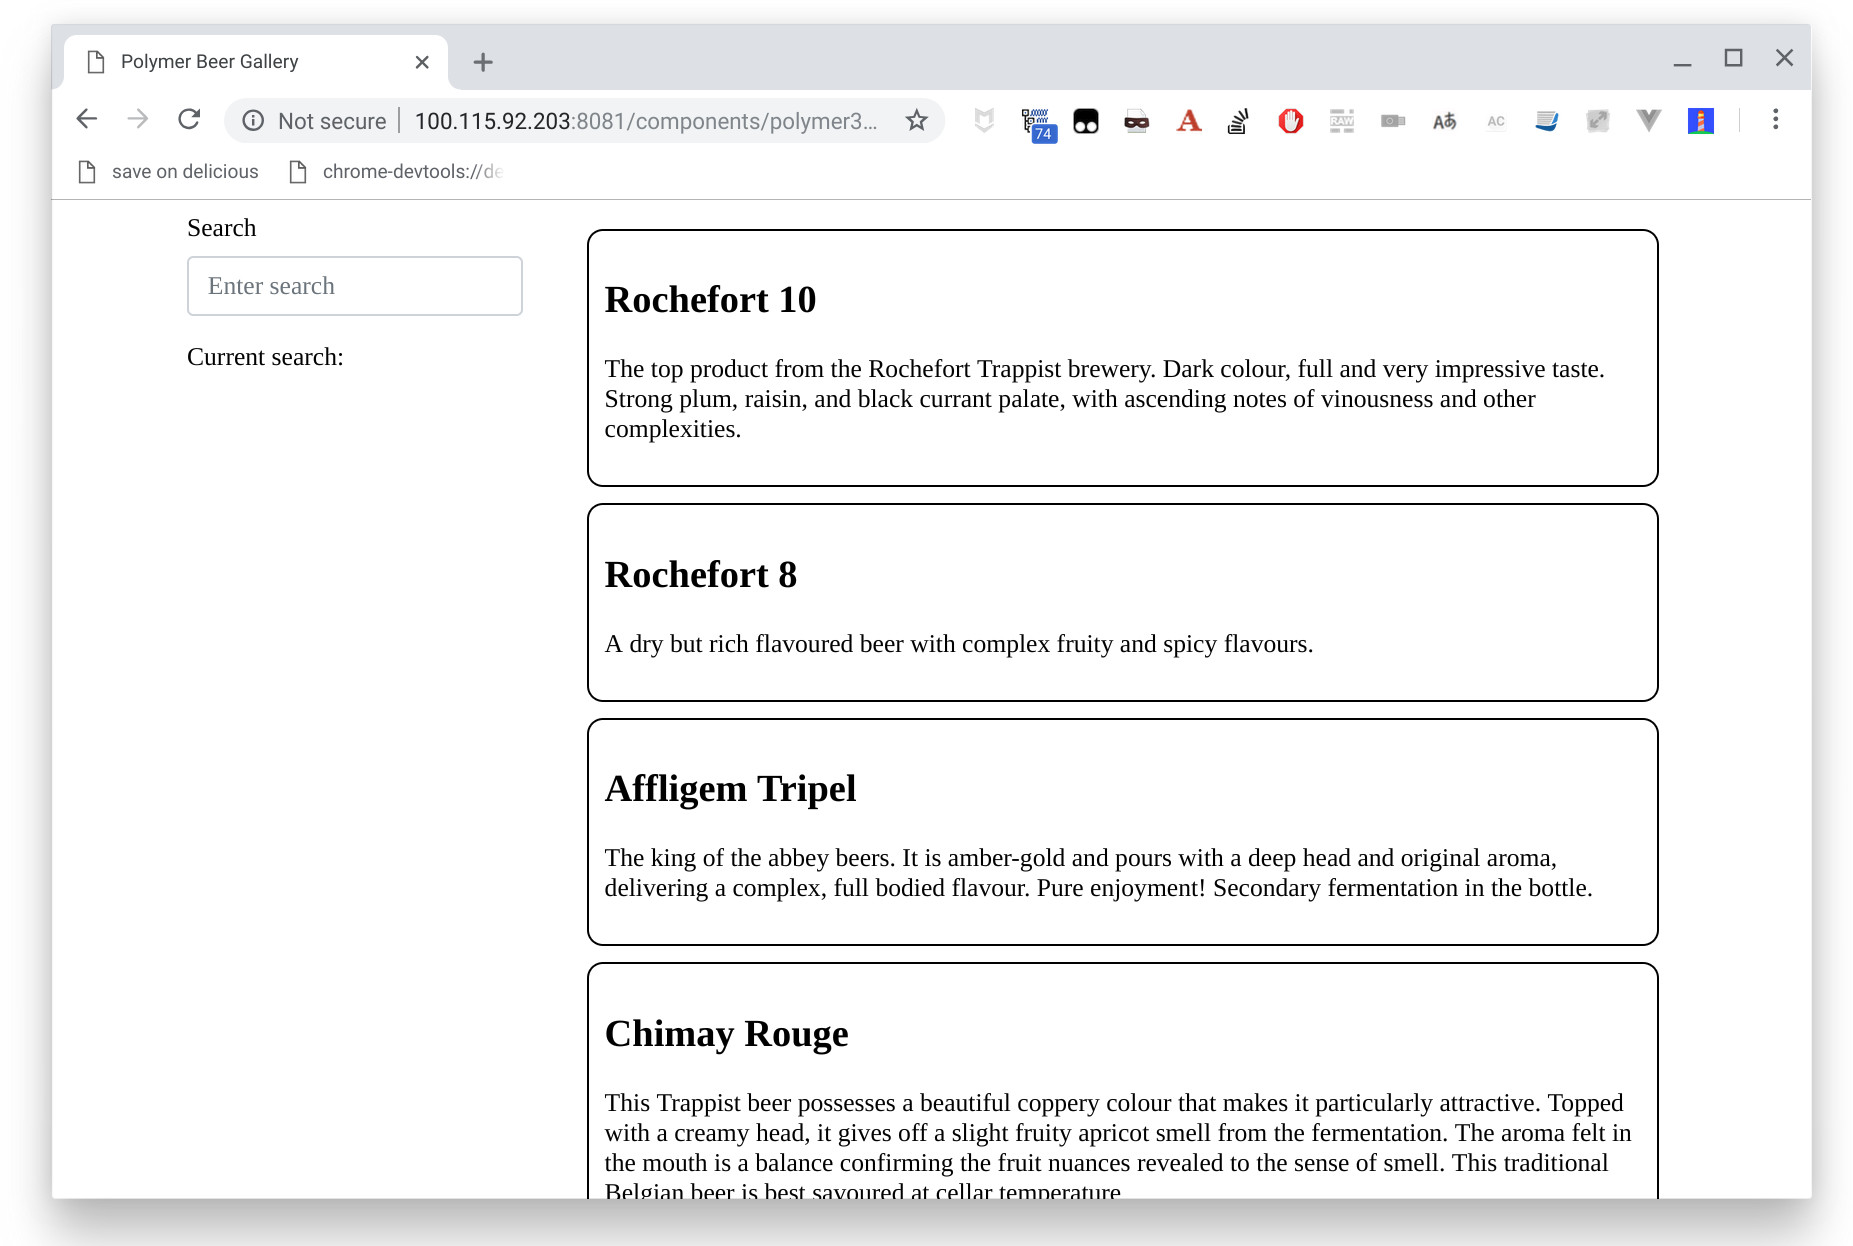 Polymer Beer Gallery
Not secure 100.115.92.203:8081/components/polymer3...
74
A
RAW
Aあ
AC
save on delicious
chrome-devtools://de
Search
Enter search
Current search:
Rochefort 10
The top product from the Rochefort Trappist brewery. Dark colour, full and very impressive taste.
Strong plum, raisin, and black currant palate, with ascending notes of vinousness and other
complexities.
Rochefort 8
A dry but rich flavoured beer with complex fruity and spicy flavours.
Affligem Tripel
The king of the abbey beers. It is amber-gold and pours with a deep head and original aroma,
delivering a complex, full bodied flavour. Pure enjoyment! Secondary fermentation in the bottle.
Chimay Rouge
This Trappist beer possesses a beautiful coppery colour that makes it particularly attractive. Topped
with a creamy head, it gives off a slight fruity apricot smell from the fermentation. The aroma felt in
the mouth is a balance confirming the fruit nuances revealed to the sense of smell. This traditional
Belgian beer is best savoured at cellar temperature